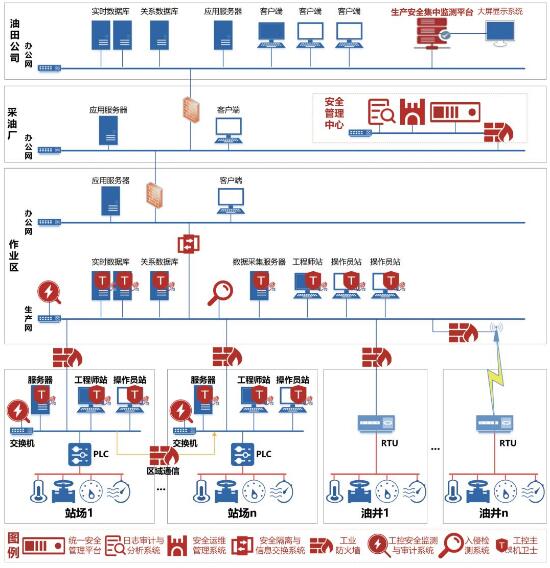 油田公司
办公网
实时数据库 关系数据库 应用服务器 客户端 客户端 客户端 生产安全集中监测平台 大屏显示系统
采油厂
办公网
应用服务器 客户端
安全管理中心
作业区
办公网
应用服务器 客户端
生产网
实时数据库 关系数据库 数据采集服务器 工程师站 操作员站 操作员站
服务器 工程师站 操作员站
交换机
PLC
站场1
区域通信
...
服务器 工程师站 操作员站
交换机
PLC
站场n
RTU
油井1
...
RTU
油井n
图例
统一安全管理平台
日志审计与分析系统
安全运维管理系统
安全隔离与信息交换系统
工业防火墙
工控安全监测与审计系统
入侵检测系统
工控主机卫士